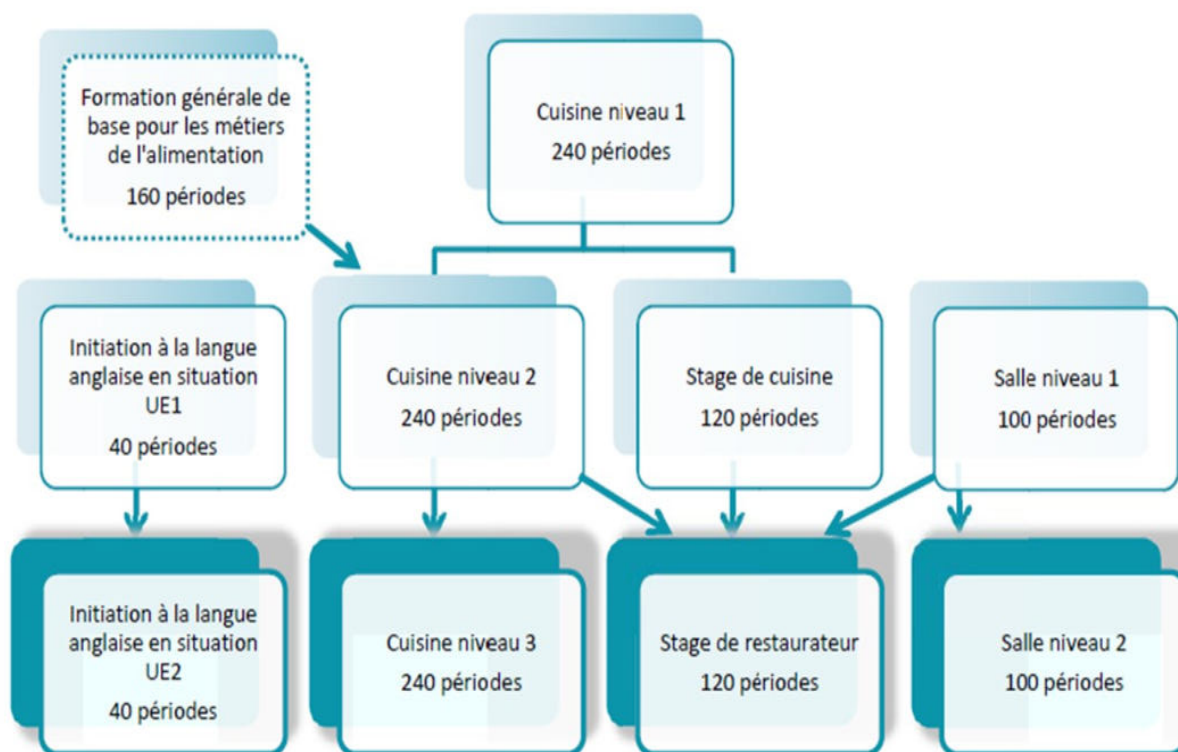 Formation générale de
base pour les métiers
de l'alimentation
160 périodes
Cuisine niveau 1
240 périodes
Initiation à la langue
anglaise en situation
UE1
40 périodes
Cuisine niveau 2
240 périodes
Stage de cuisine
120 périodes
Salle niveau 1
100 périodes
Initiation à la langue
anglaise en situation
UE2
40 périodes
Cuisine niveau 3
240 périodes
Stage de restaurateur
120 périodes
Salle niveau 2
100 périodes